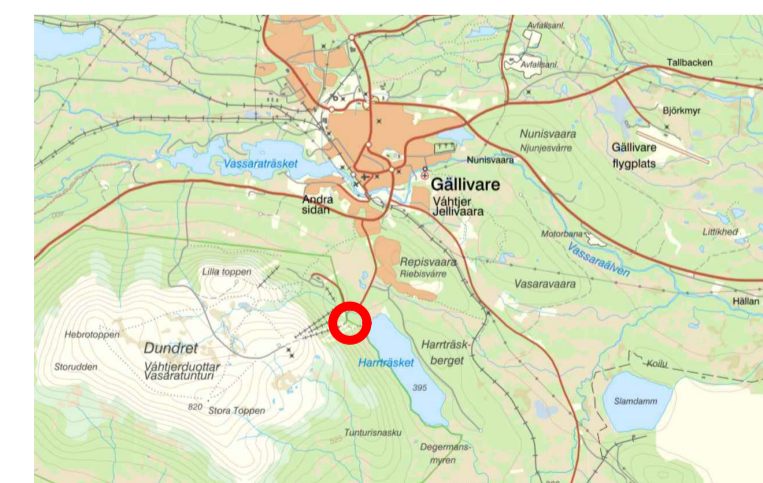 Avfallsanl.
Tallbacken
Avfallsanl.
Björkmyr
Nunisvaara
Njunjesvárre
Gällivare
flygplats
Vassaraträsket
Nunisvaara
Gällivare
Váhtjer
Jellivaara
Andra
sidan
Littikhed
Motorbana
Vassaraälven
Repisvaara
Riebisvárre
Lilla toppen
Vasaravaara
Hällan
Hebrotoppen
Dundret
Váhtjerduottar
Vasaratunturi
Storudden
Harrträsk-
berget
Harrträsket
Koilu
395
Slamdamm
820
Stora Toppen
Tunturisnasku
Degermans-
myren